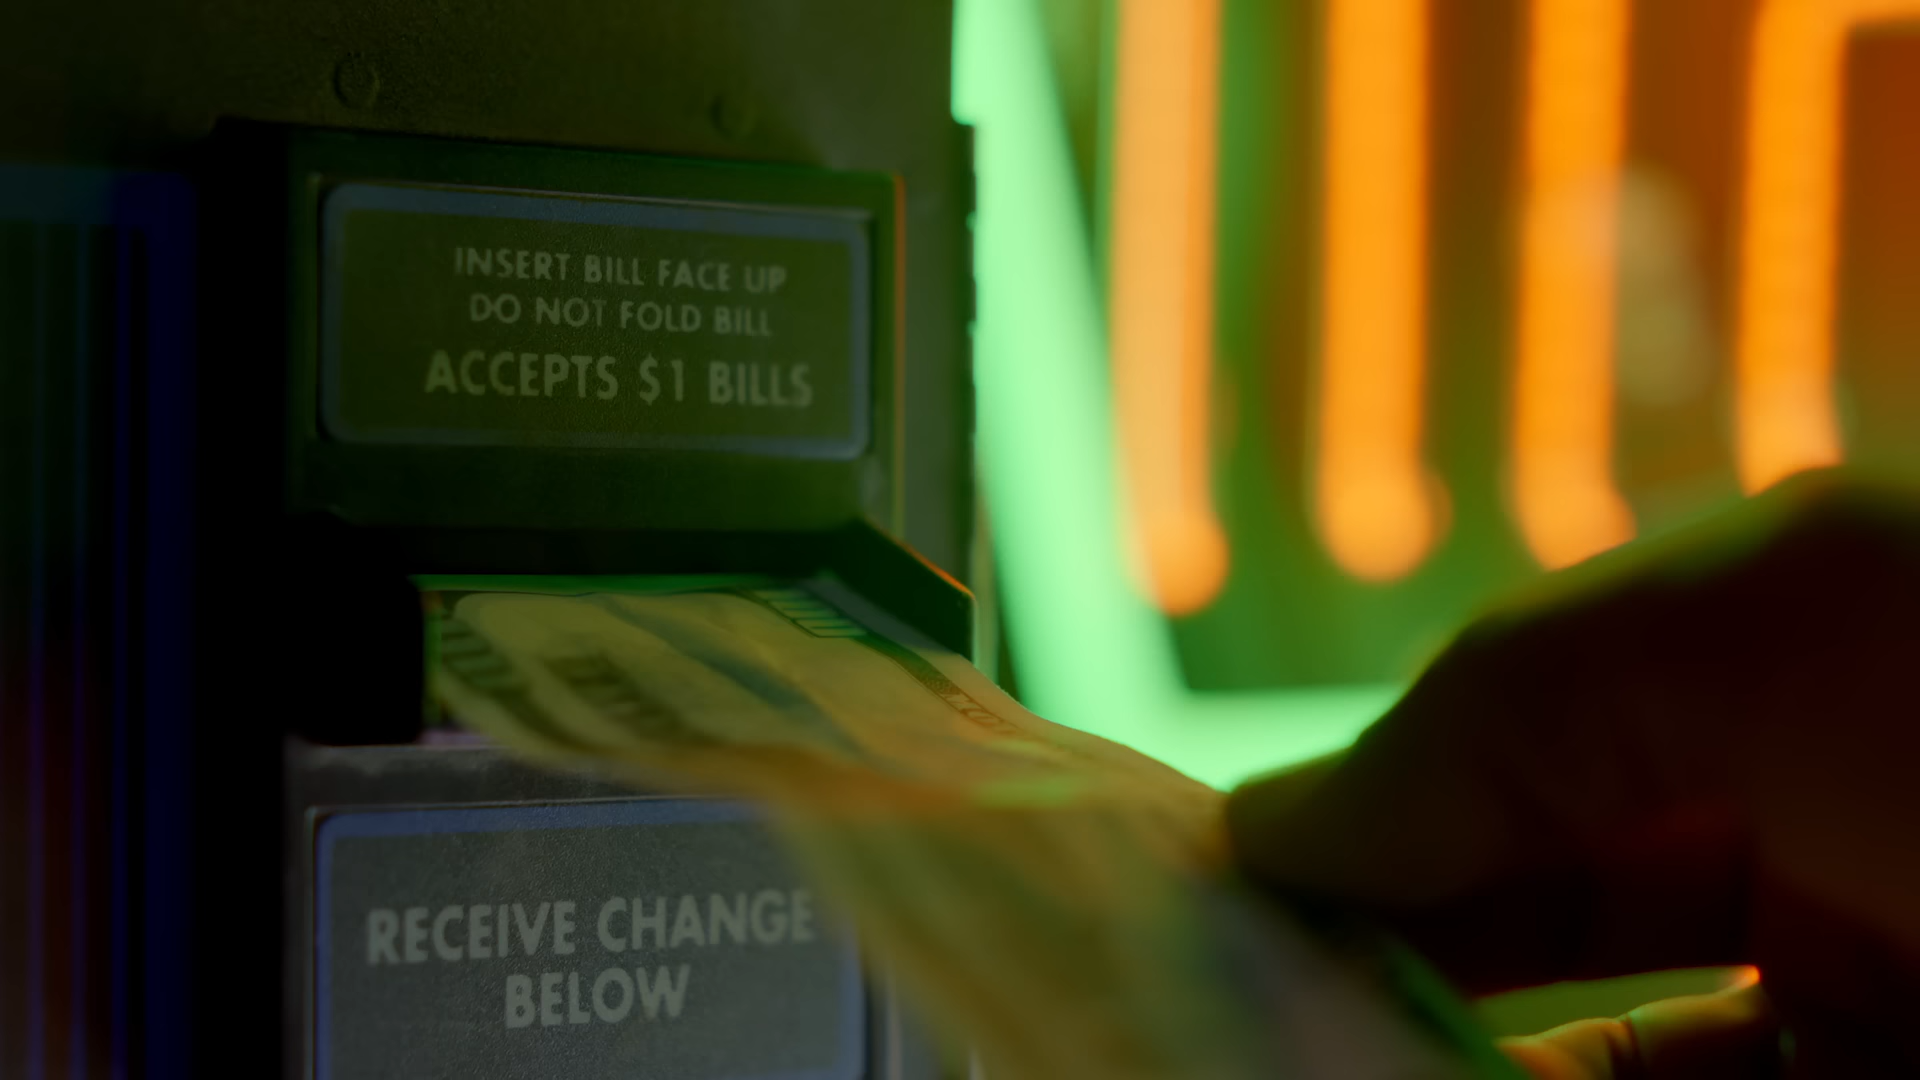 INSERT BILL FACE UP
DO NOT FOLD BILL
ACCEPTS $1 BILLS
RECEIVE CHANGE
BELOW